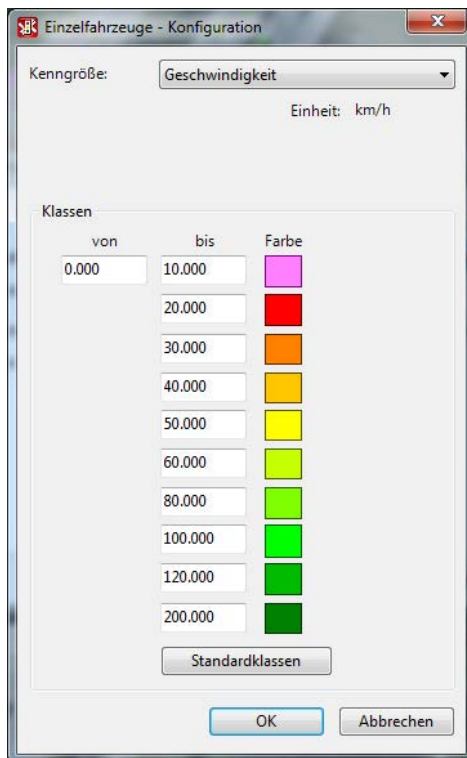 Einzelfahrzeuge - Konfiguration
Kenngröße: Geschwindigkeit
Einheit: km/h
Klassen
von bis Farbe
0.000 10.000
20.000
30.000
40.000
50.000
60.000
80.000
100.000
120.000
200.000
Standardklassen
OK Abbrechen